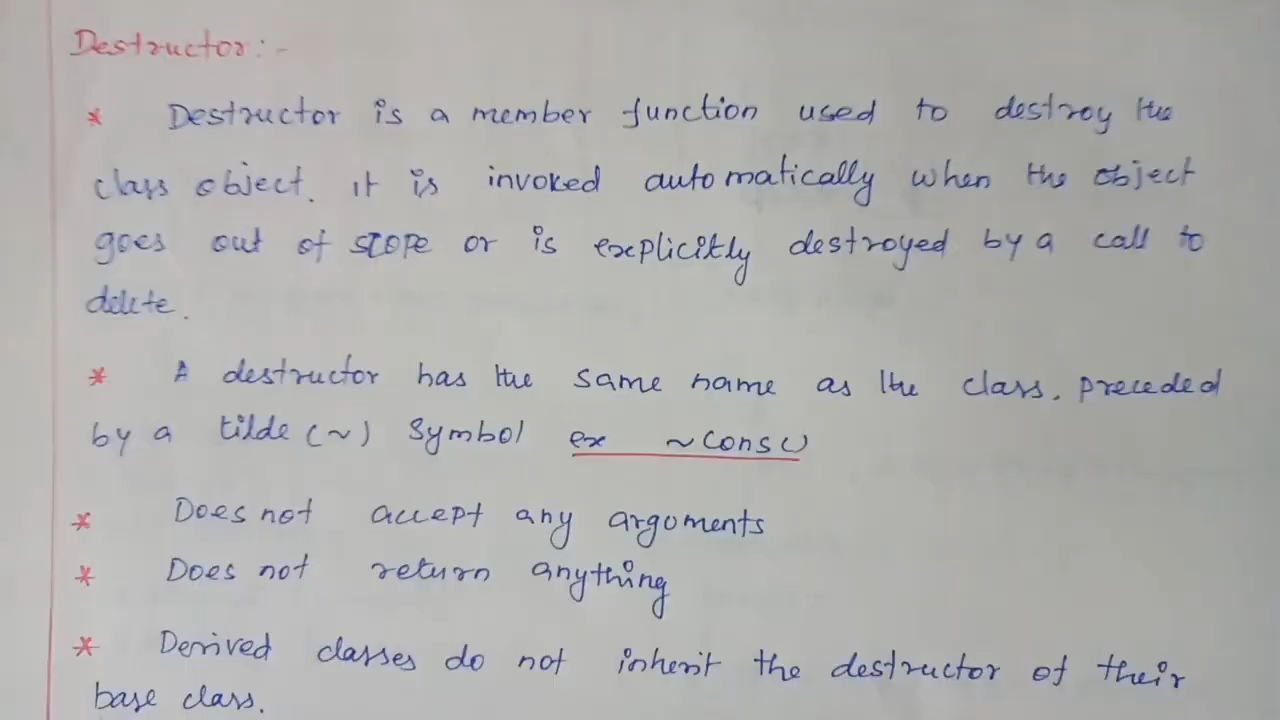 Destructor:-
* Destructor is a member function used to destroy the
class object. it is invoked automatically when the object
goes out of scope or is explicitly destroyed by a call to
delete.
* A destructor has the same name as the class. preceded
by a tilde (~) Symbol ex ~Cons()
* Does not accept any argoments
* Does not return anything
* Derived classes do not inherit the destructor of their
base class.